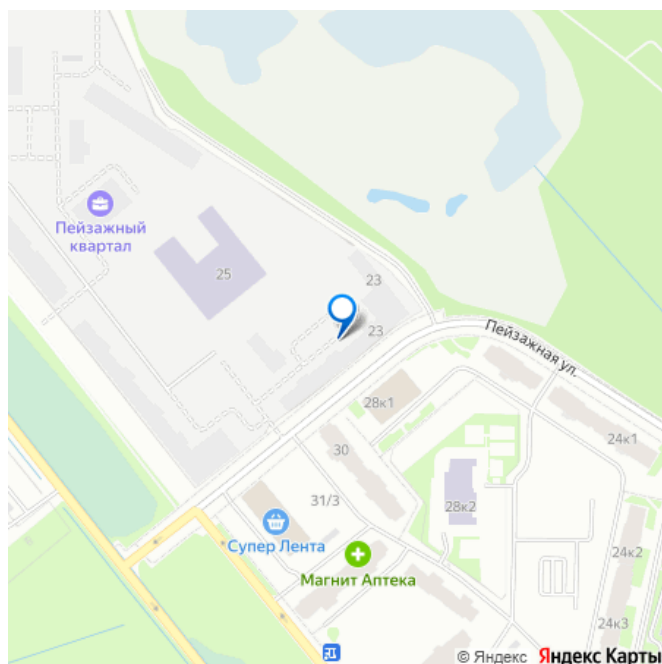 Пейзажный
квартал
25
23
23
Пейзажная ул.
28к1
24к1
30
28к2
31/3
Супер Лента
24к2
Магнит Аптека
24к3
© Яндекс Яндекс Карты